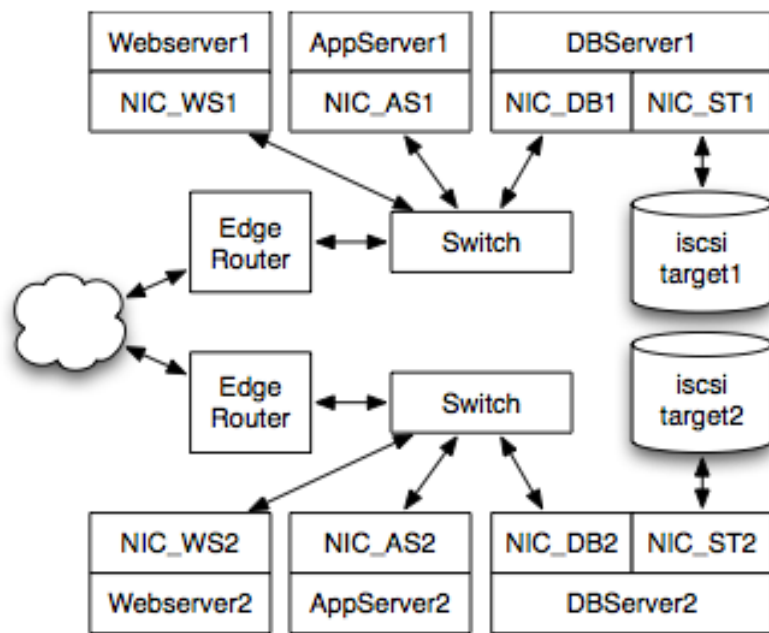 Webserver1 AppServer1 DBServer1
NIC_WS1 NIC_AS1 NIC_DB1 NIC_ST1
Edge
Router
Switch
iscsi
target1
Edge
Router
Switch
iscsi
target2
NIC_WS2 NIC_AS2 NIC_DB2 NIC_ST2
Webserver2 AppServer2 DBServer2